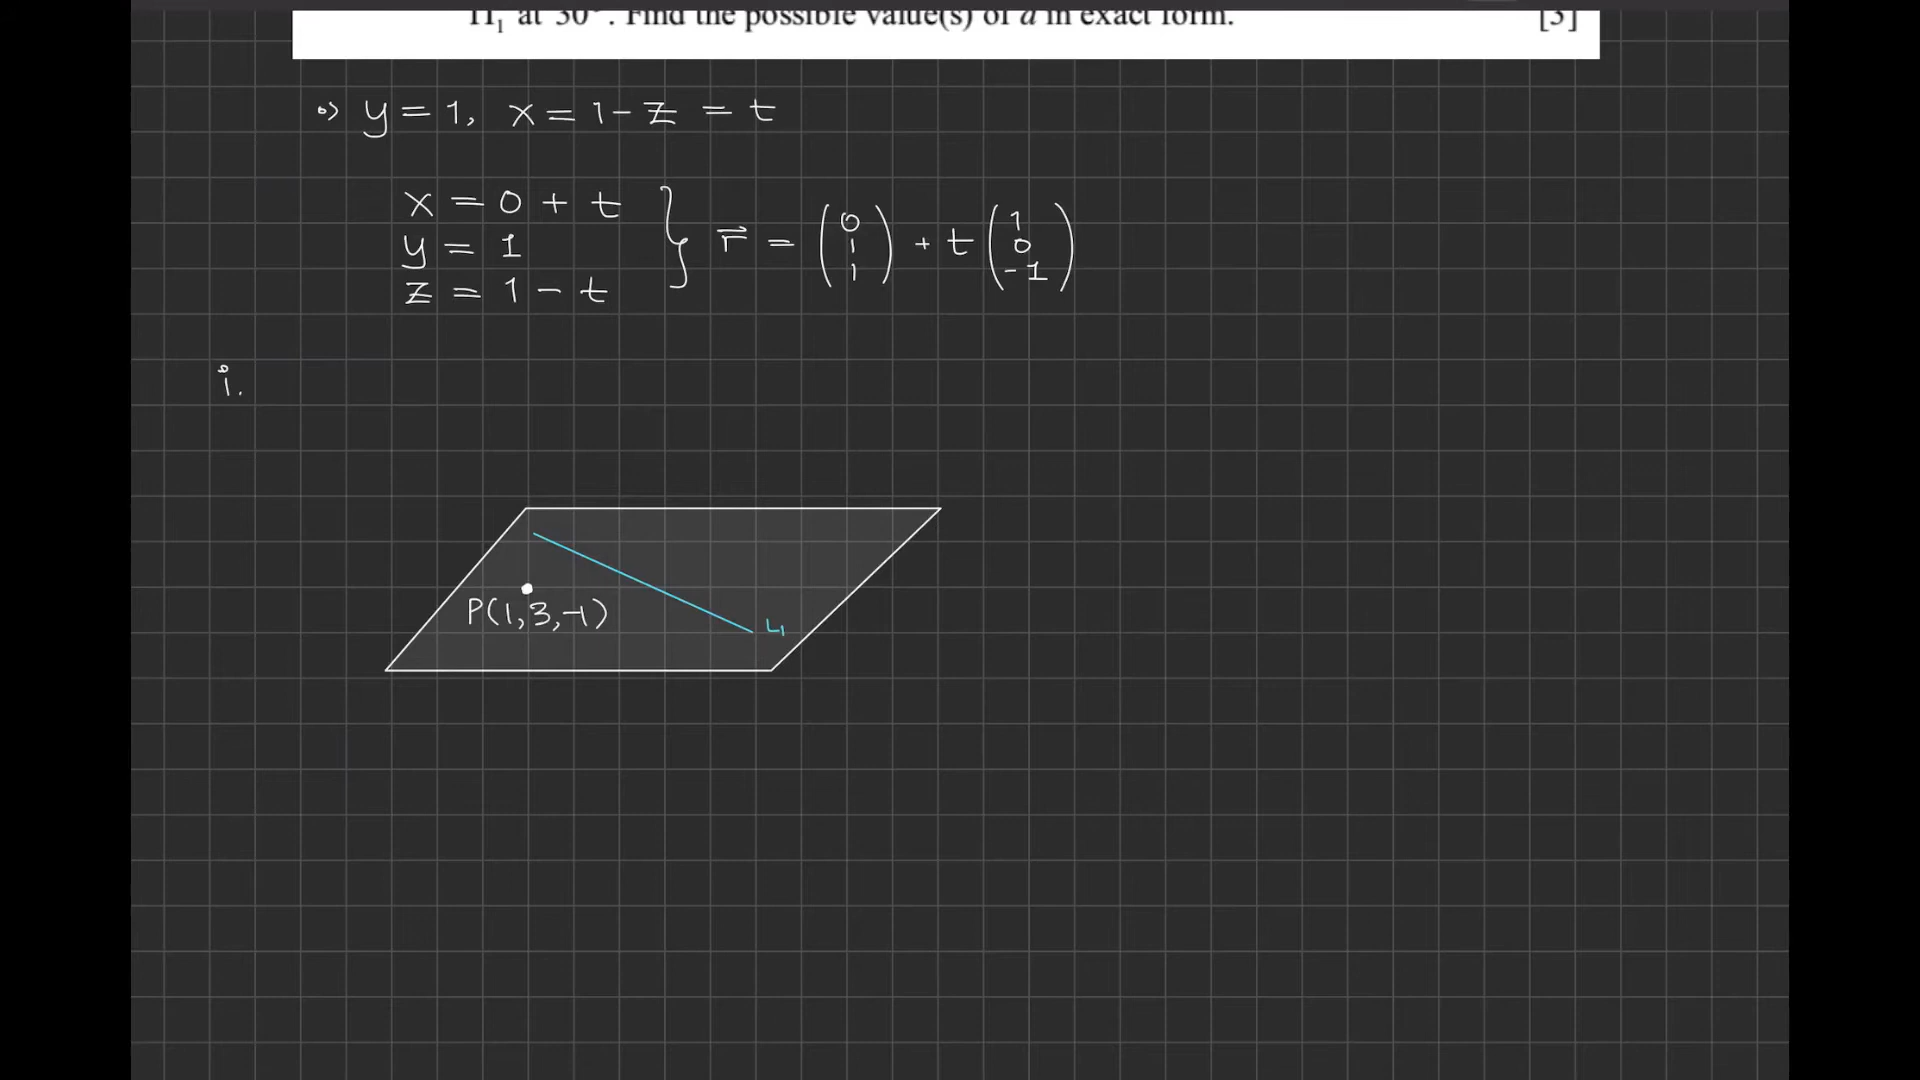 Π₁ at 30°. Find the possible value(s) of a in exact form. [3]
∘> y = 1, x = 1 - z = t
x = 0 + t
y = 1
z = 1 - t
} r⃗ = (0 1 1) + t (1 0 -1)
i.
P(1,3,-1)
L₁